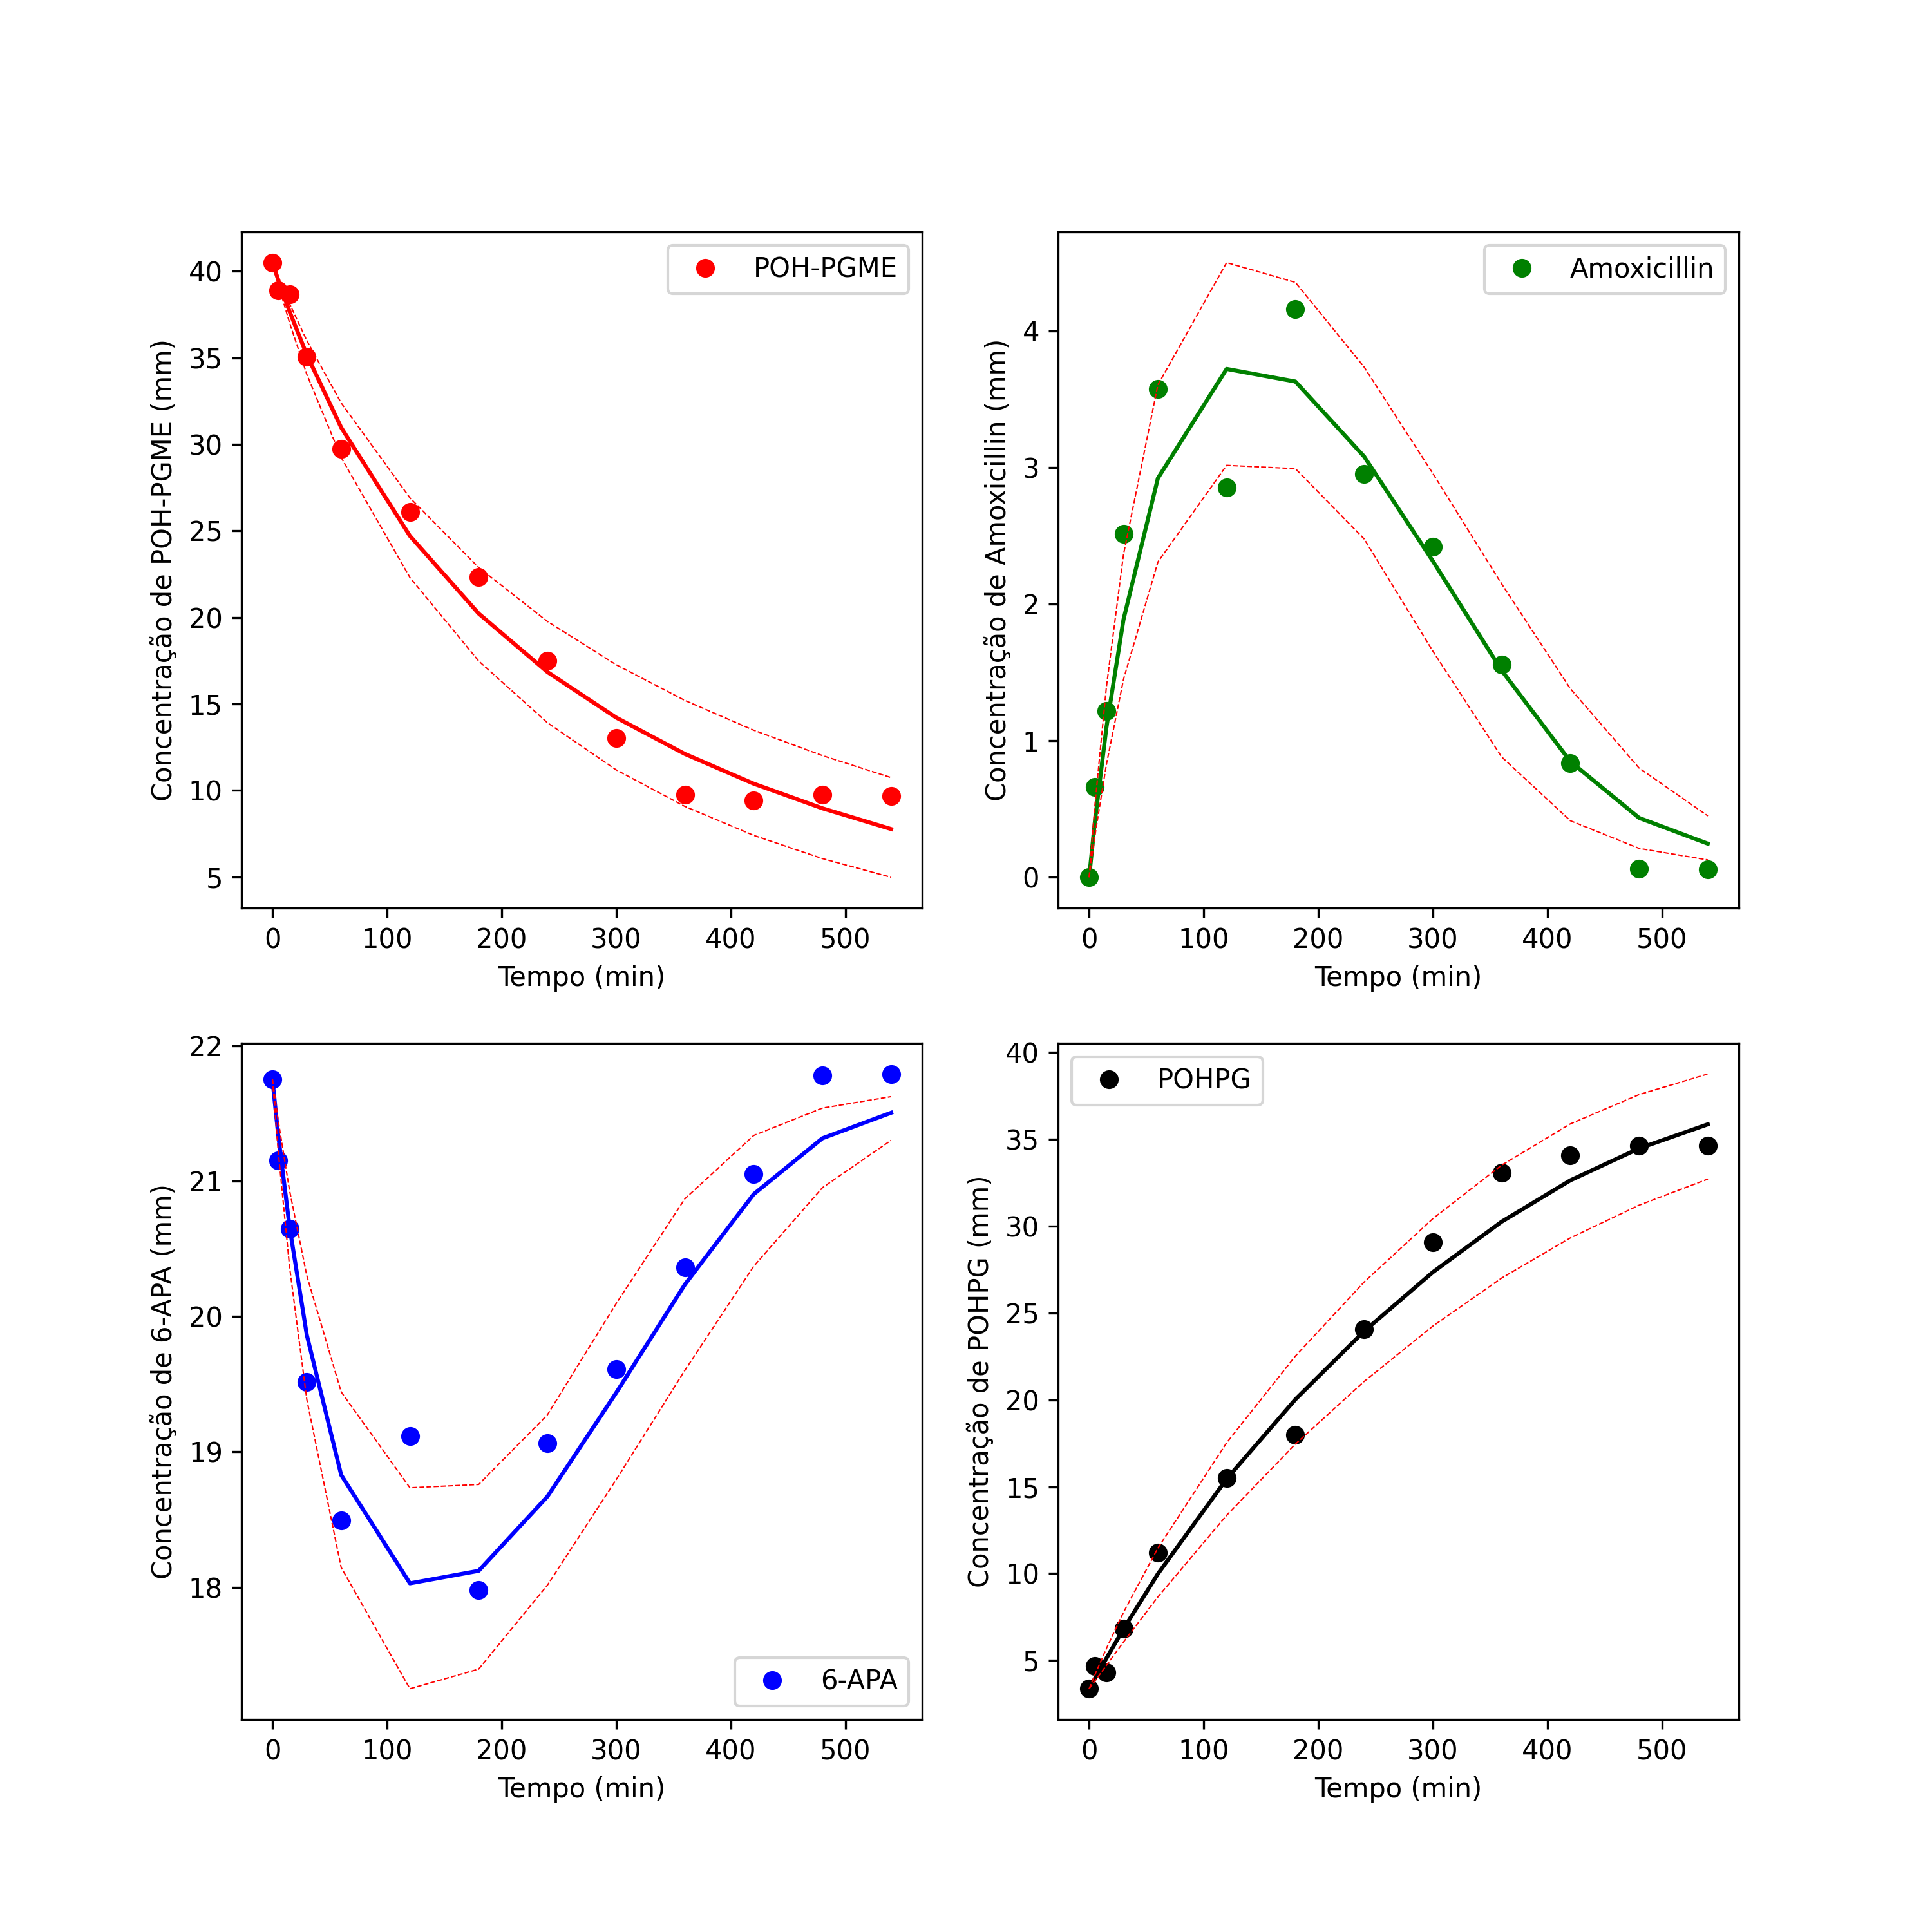 POH-PGME
Concentração de POH-PGME (mm)
40
35
30
25
20
15
10
5
0 100 200 300 400 500
Tempo (min)
Amoxicillin
Concentração de Amoxicillin (mm)
4
3
2
1
0
0 100 200 300 400 500
Tempo (min)
6-APA
Concentração de 6-APA (mm)
22
21
20
19
18
0 100 200 300 400 500
Tempo (min)
POHPG
Concentração de POHPG (mm)
40
35
30
25
20
15
10
5
0 100 200 300 400 500
Tempo (min)